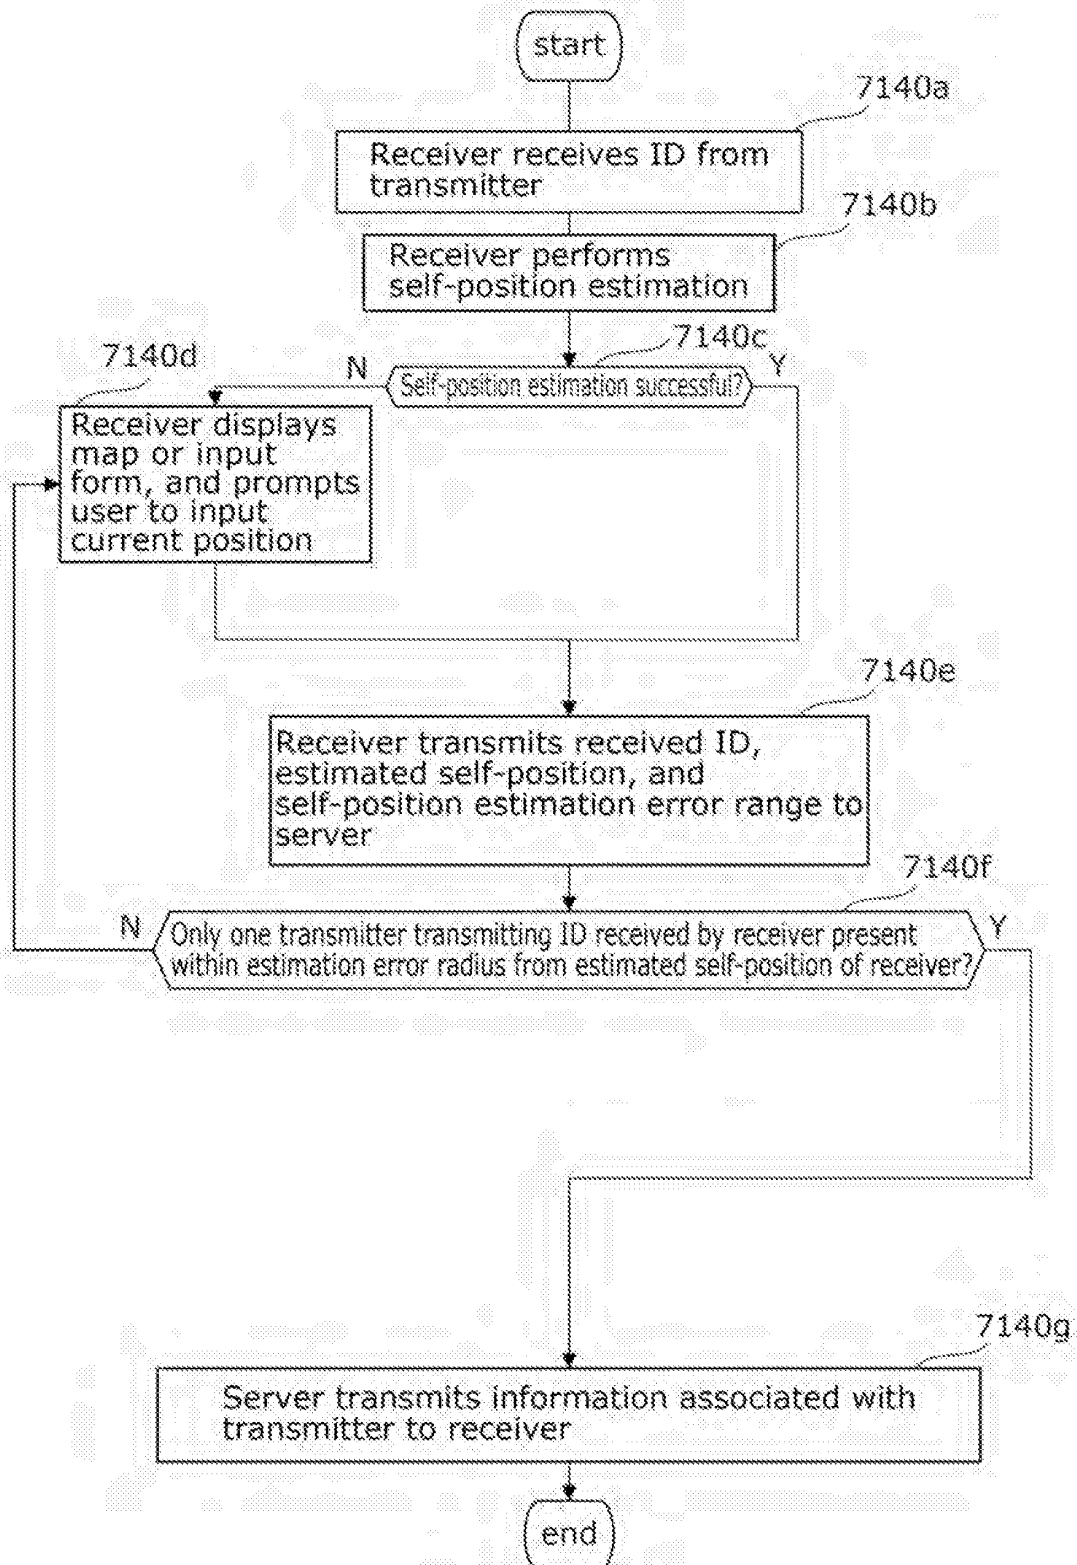 start
7140a
Receiver receives ID from
transmitter
7140b
Receiver performs
self-position estimation
7140c
N
Self-position estimation successful?
Y
7140d
Receiver displays
map or input
form, and prompts
user to input
current position
7140e
Receiver transmits received ID,
estimated self-position, and
self-position estimation error range to
server
7140f
N
Only one transmitter transmitting ID received by receiver present
within estimation error radius from estimated self-position of receiver?
Y
7140g
Server transmits information associated with
transmitter to receiver
end